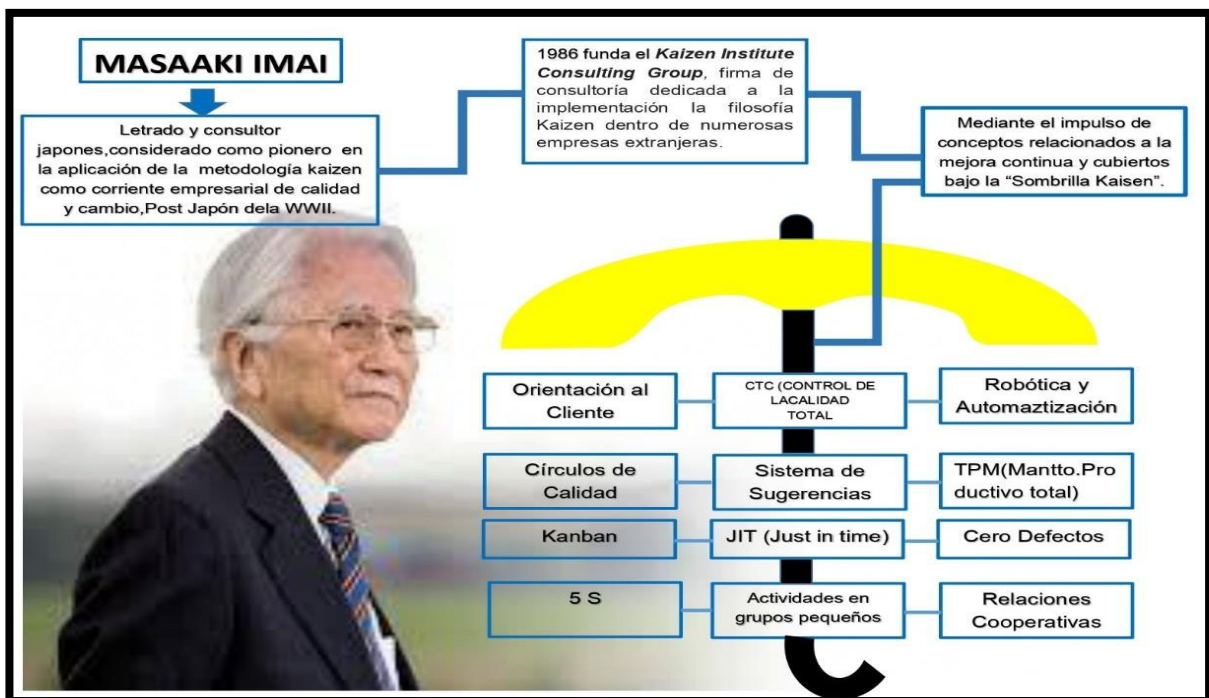 MASAAKI IMAI
Letrado y consultor
japones,considerado como pionero en
la aplicación de la metodología kaizen
como corriente empresarial de calidad
y cambio,Post Japón dela WWII.
1986 funda el Kaizen Institute
Consulting Group, firma de
consultoría dedicada a la
implementación la filosofía
Kaizen dentro de numerosas
empresas extranjeras.
Mediante el impulso de
conceptos relacionados a la
mejora continua y cubiertos
bajo la “Sombrilla Kaisen”.
Orientación al
Cliente
CTC (CONTROL DE
LACALIDAD
TOTAL
Robótica y
Automaztización
Círculos de
Calidad
Sistema de
Sugerencias
TPM(Mantto.Pro
ductivo total)
Kanban
JIT (Just in time)
Cero Defectos
5 S
Actividades en
grupos pequeños
Relaciones
Cooperativas